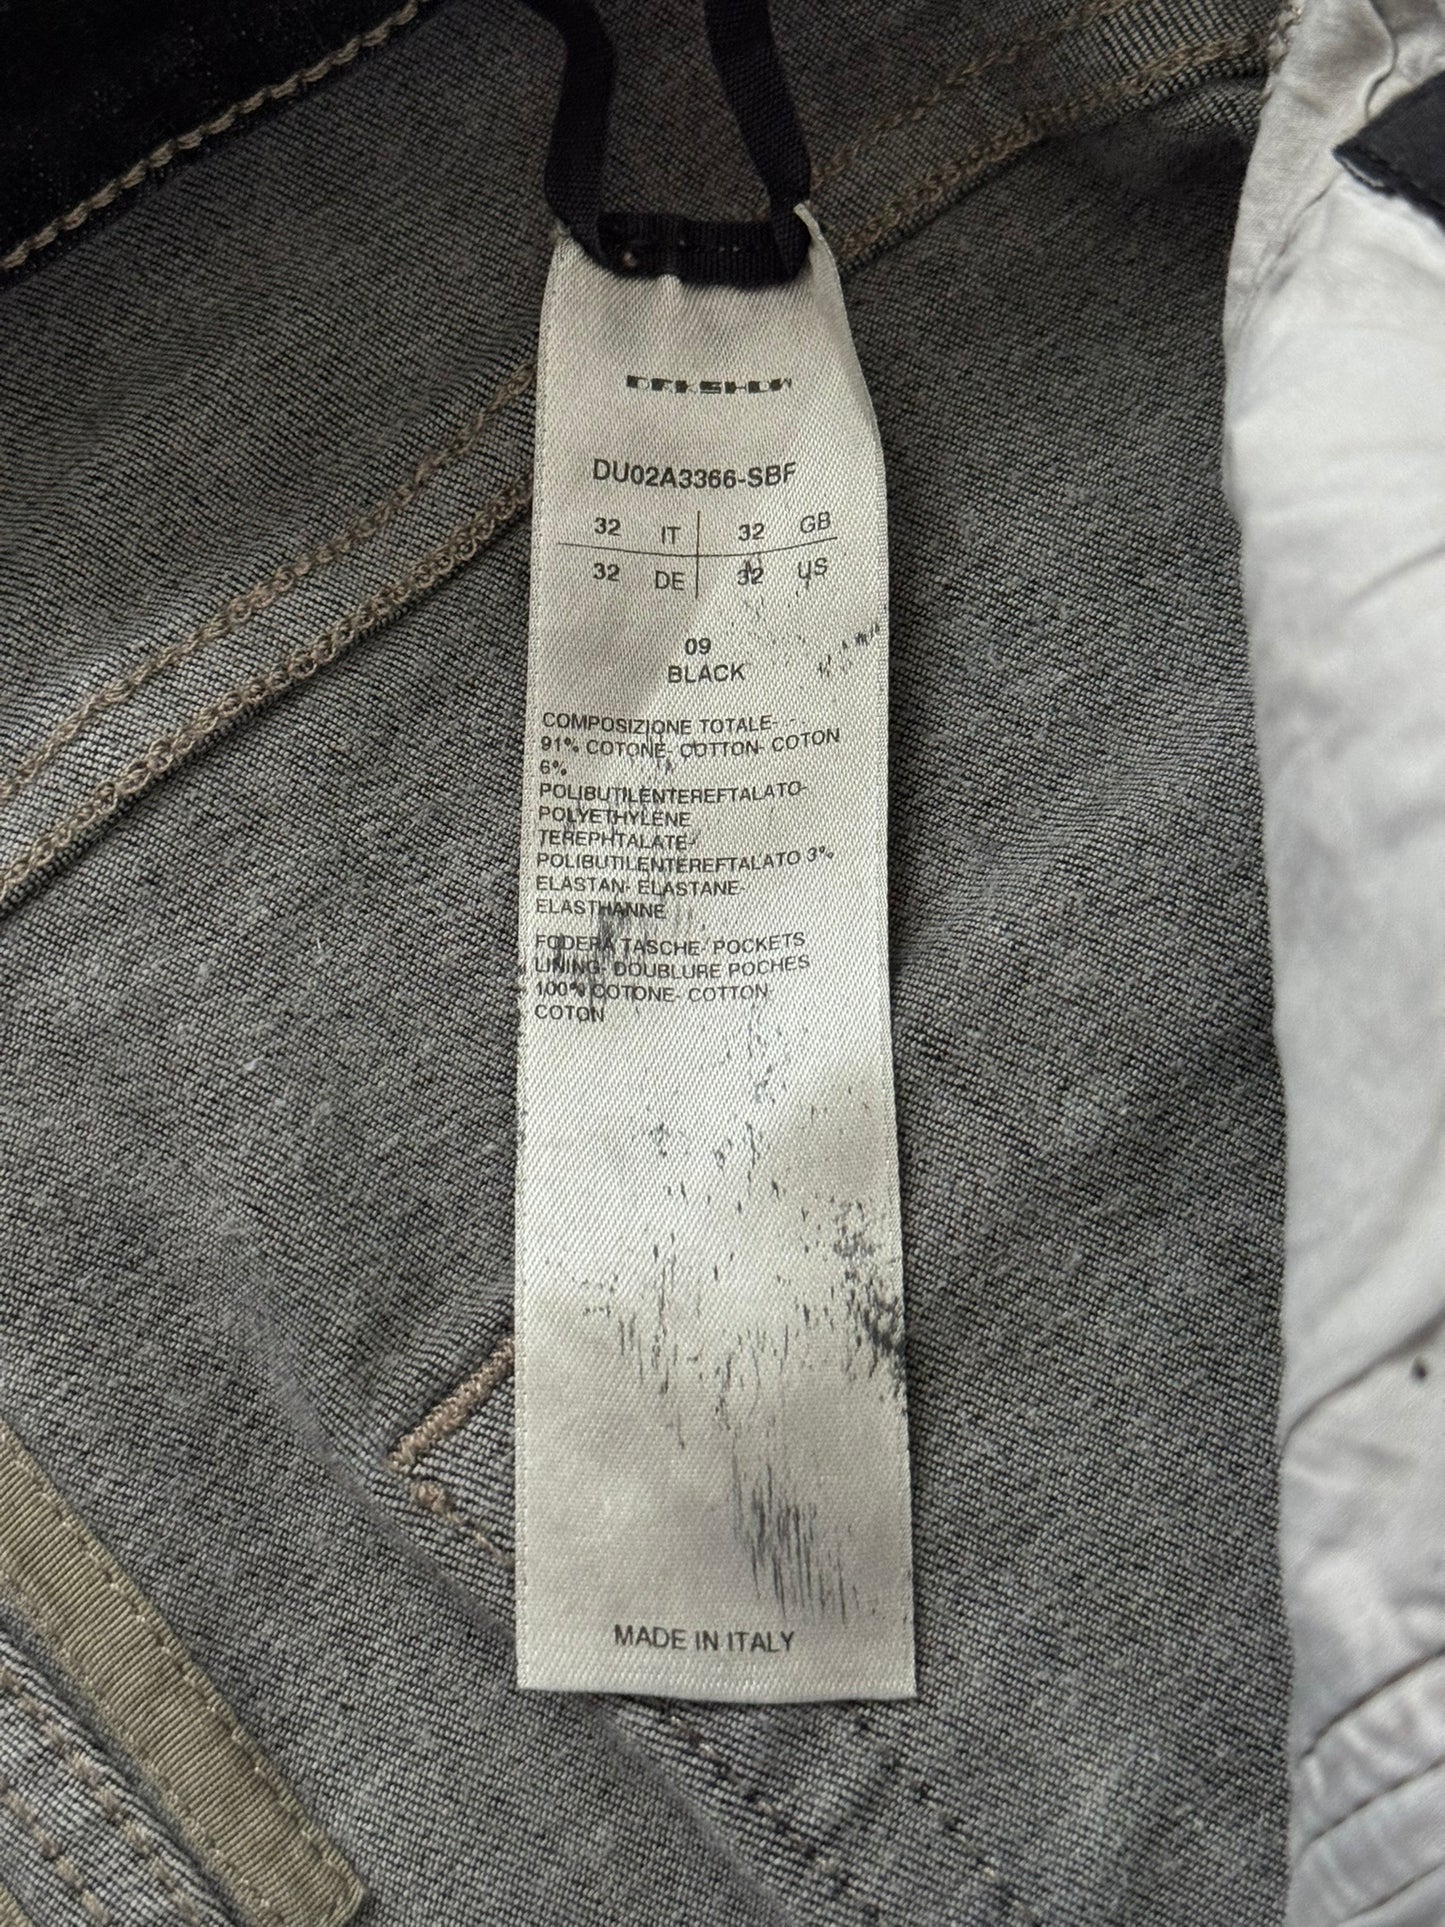 DRKSHDW
DU02A3366-SBF
32 IT 32 GB
32 DE 32 US
09
BLACK
COMPOSIZIONE TOTALE-
91% COTONE- COTTON- COTON
6%
POLIBUTILENTEREFTALATO-
POLYETHYLENE
TEREPHTALATE-
POLIBUTILENTEREFTALATO 3%
ELASTAN- ELASTANE-
ELASTHANNE
FODERA TASCHE- POCKETS
LINING- DOUBLURE POCHES
100% COTONE- COTTON-
COTON
MADE IN ITALY